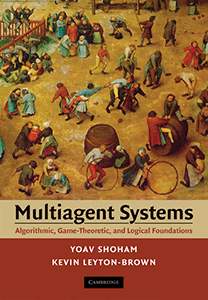 Multiagent Systems
Algorithmic, Game-Theoretic, and Logical Foundations
YOAV SHOHAM
KEVIN LEYTON-BROWN
CAMBRIDGE